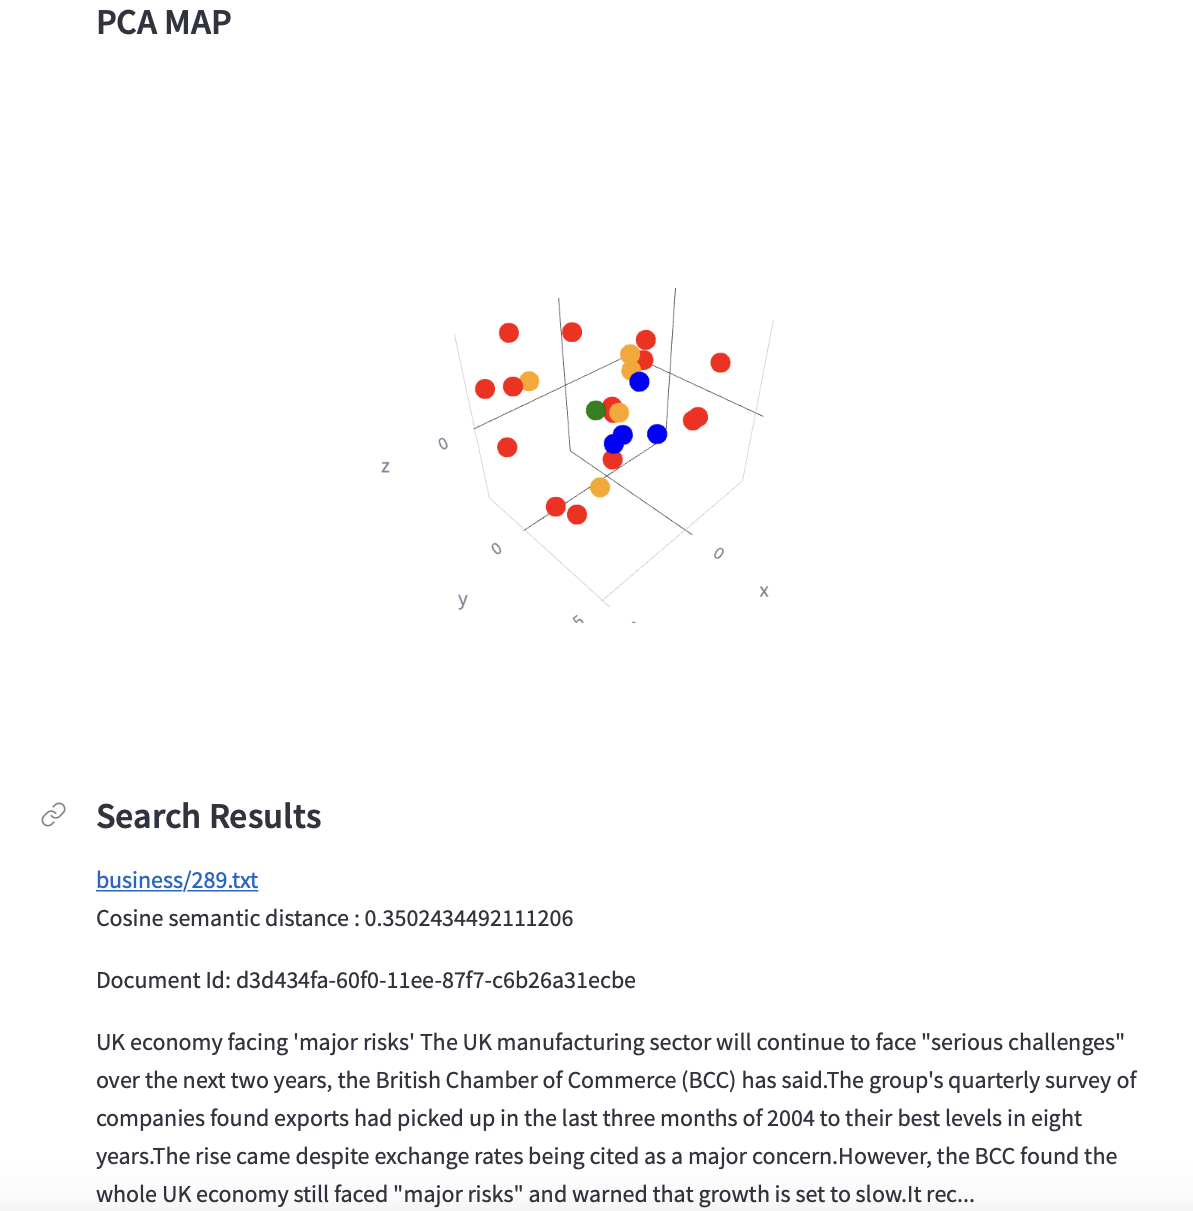 PCA MAP
0
z
0
0
y
x
5
Search Results
business/289.txt
Cosine semantic distance : 0.3502434492111206
Document Id: d3d434fa-60f0-11ee-87f7-c6b26a31ecbe
UK economy facing 'major risks' The UK manufacturing sector will continue to face "serious challenges"
over the next two years, the British Chamber of Commerce (BCC) has said.The group's quarterly survey of
companies found exports had picked up in the last three months of 2004 to their best levels in eight
years.The rise came despite exchange rates being cited as a major concern.However, the BCC found the
whole UK economy still faced "major risks" and warned that growth is set to slow.It rec...